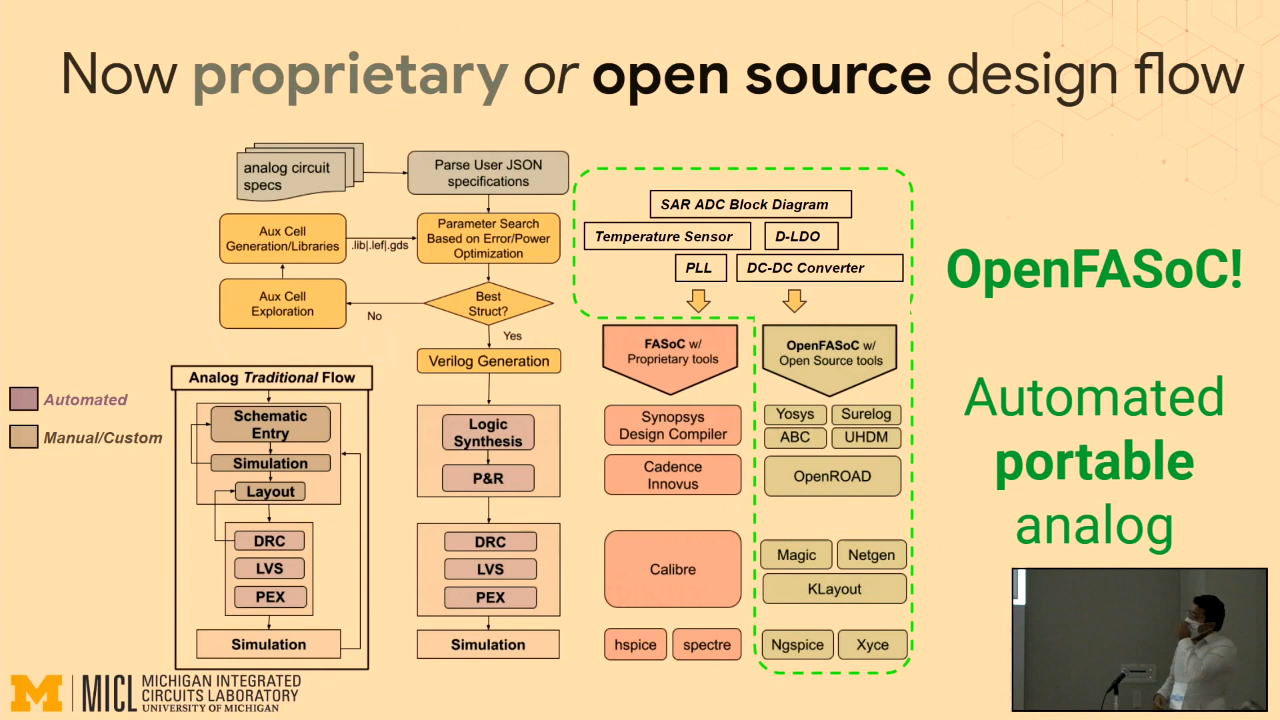 Now proprietary or open source design flow
analog circuit
specs
Parse User JSON
specifications
Aux Cell
Generation/Libraries
.lib|.lef|.gds
Parameter Search
Based on Error/Power
Optimization
Aux Cell
Exploration
No
Best
Struct?
Yes
Verilog Generation
Logic
Synthesis
P&R
DRC
LVS
PEX
Simulation
Automated
Manual/Custom
Analog Traditional Flow
Schematic
Entry
Simulation
Layout
DRC
LVS
PEX
Simulation
SAR ADC Block Diagram
Temperature Sensor
D-LDO
PLL
DC-DC Converter
FASoC w/
Proprietary tools
Synopsys
Design Compiler
Cadence
Innovus
Calibre
hspice
spectre
OpenFASoC w/
Open Source tools
Yosys
Surelog
ABC
UHDM
OpenROAD
Magic
Netgen
KLayout
Ngspice
Xyce
OpenFASoC!
Automated
portable
analog
M
MICL
MICHIGAN INTEGRATED
CIRCUITS LABORATORY
UNIVERSITY OF MICHIGAN